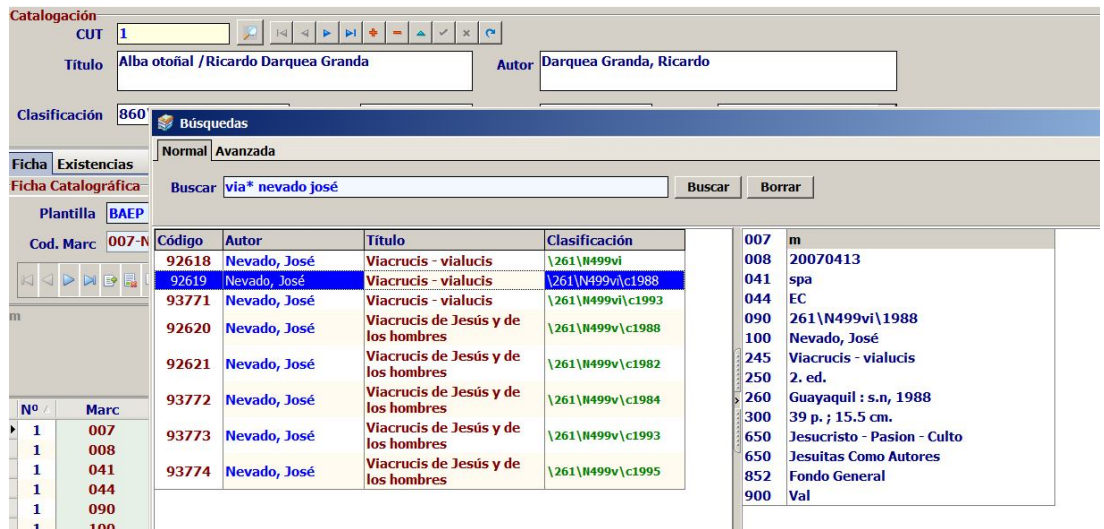 Catalogación
CUT 1
Título Alba otoñal /Ricardo Darquea Granda Autor Darquea Granda, Ricardo
Clasificación
Búsquedas
Normal Avanzada
Ficha Existencias
Ficha Catalográfica
Buscar via* nevado josé Buscar Borrar
Plantilla BAEP
Cod. Marc 007-N
Código Autor Título Clasificación
92618 Nevado, José Viacrucis - vialucis \261\N499vi
92619 Nevado, José Viacrucis - vialucis \261\N499vi\c1988
93771 Nevado, José Viacrucis - vialucis \261\N499vi\c1993
92620 Nevado, José Viacrucis de Jesús y de los hombres \261\N499v\c1988
92621 Nevado, José Viacrucis de Jesús y de los hombres \261\N499v\c1982
93772 Nevado, José Viacrucis de Jesús y de los hombres \261\N499v\c1984
93773 Nevado, José Viacrucis de Jesús y de los hombres \261\N499v\c1993
93774 Nevado, José Viacrucis de Jesús y de los hombres \261\N499v\c1995
007 m
008 20070413
041 spa
044 EC
090 261\N499vi\1988
100 Nevado, José
245 Viacrucis - vialucis
250 2. ed.
260 Guayaquil : s.n, 1988
300 39 p. ; 15.5 cm.
650 Jesucristo - Pasion - Culto
650 Jesuitas Como Autores
852 Fondo General
900 Val
m
Nº Marc
1 007
1 008
1 041
1 044
1 090
1 100